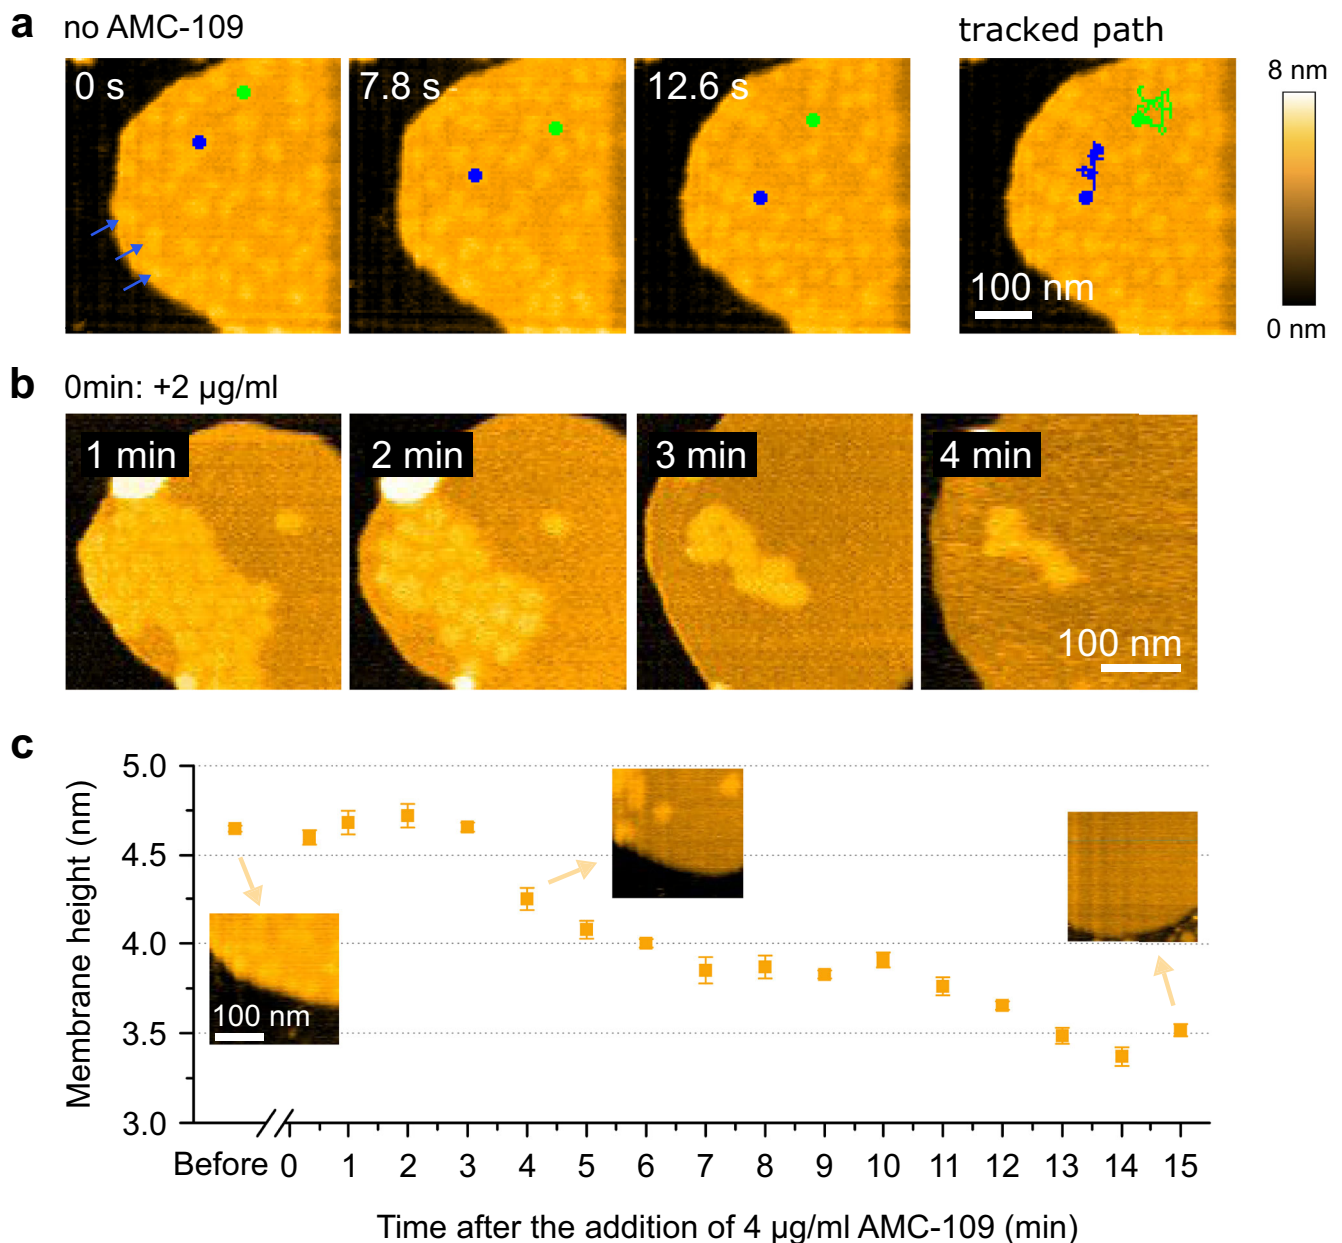 a no AMC-109
tracked path
0 s
7.8 s
12.6 s
100 nm
8 nm
0 nm
b 0min: +2 µg/ml
1 min
2 min
3 min
4 min
100 nm
c
Membrane height (nm)
5.0
4.5
4.0
3.5
3.0
100 nm
Before 0 1 2 3 4 5 6 7 8 9 10 11 12 13 14 15
Time after the addition of 4 µg/ml AMC-109 (min)